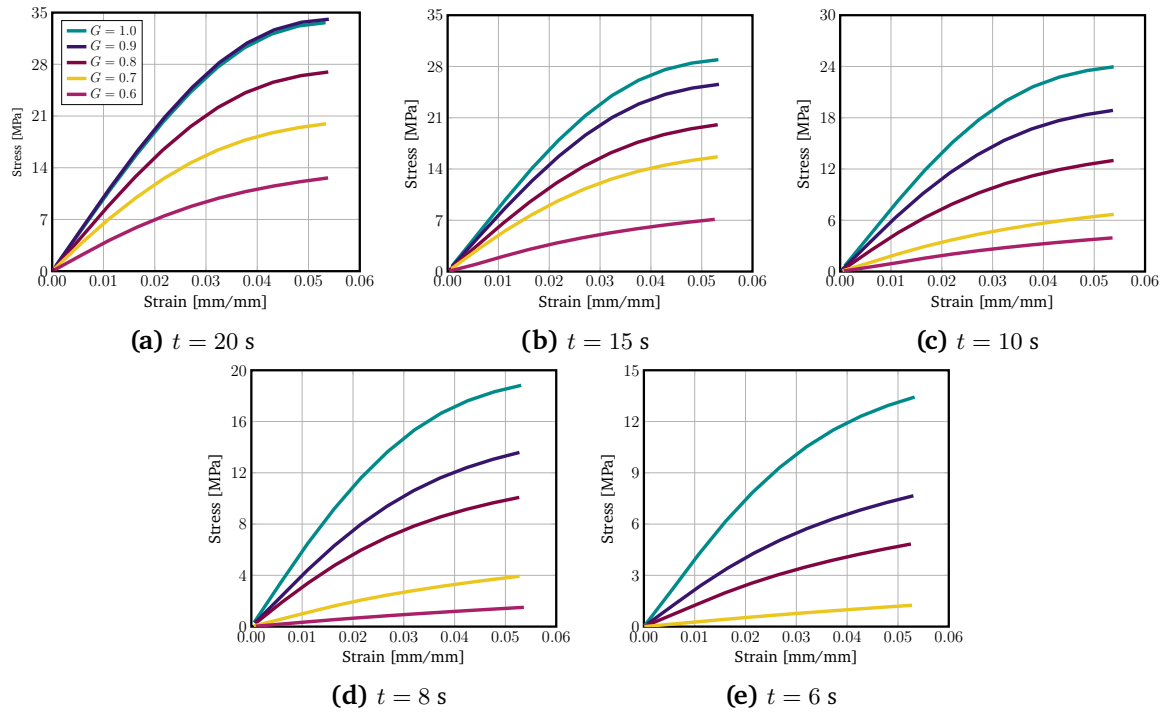 35
28
21
14
7
0
Stress [MPa]
G = 1.0
G = 0.9
G = 0.8
G = 0.7
G = 0.6
0.00 0.01 0.02 0.03 0.04 0.05 0.06
Strain [mm/mm]
(a) t = 20 s
35
28
21
14
7
0
Stress [MPa]
0.00 0.01 0.02 0.03 0.04 0.05 0.06
Strain [mm/mm]
(b) t = 15 s
30
24
18
12
6
0
Stress [MPa]
0.00 0.01 0.02 0.03 0.04 0.05 0.06
Strain [mm/mm]
(c) t = 10 s
20
16
12
8
4
0
Stress [MPa]
0.00 0.01 0.02 0.03 0.04 0.05 0.06
Strain [mm/mm]
(d) t = 8 s
15
12
9
6
3
0
Stress [MPa]
0.00 0.01 0.02 0.03 0.04 0.05 0.06
Strain [mm/mm]
(e) t = 6 s